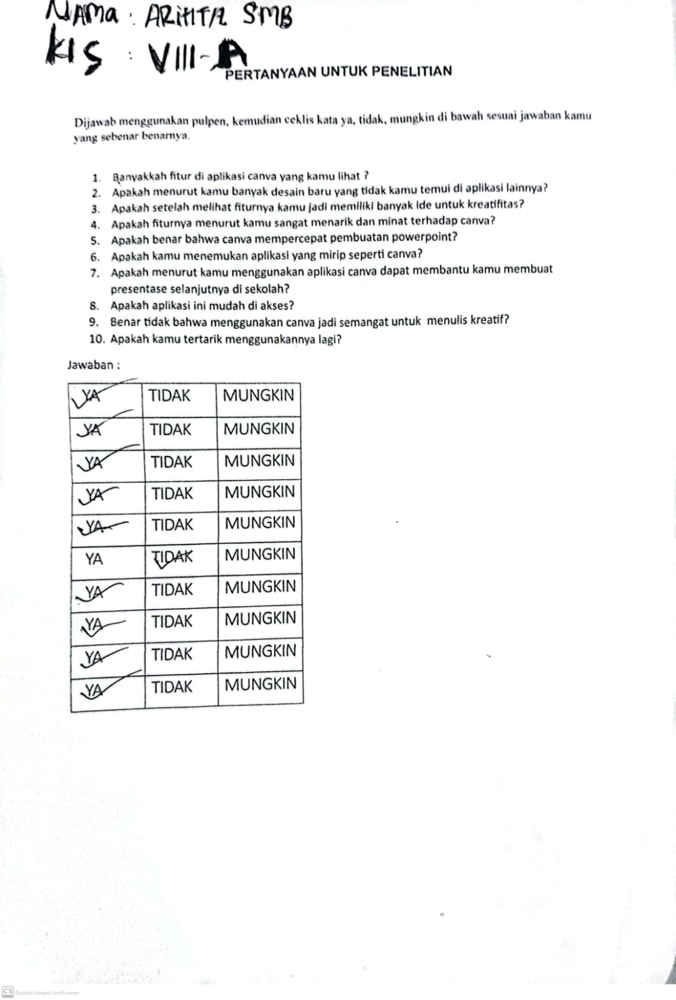 Nama : ARIHTA SMB
Kls : VIII-A
PERTANYAAN UNTUK PENELITIAN
Dijawab menggunakan pulpen, kemudian ceklis kata ya, tidak, mungkin di bawah sesuai jawaban kamu
yang sebenar benarnya.
1. Banyakkah fitur di aplikasi canva yang kamu lihat ?
2. Apakah menurut kamu banyak desain baru yang tidak kamu temui di aplikasi lainnya?
3. Apakah setelah melihat fiturnya kamu jadi memiliki banyak ide untuk kreatifitas?
4. Apakah fiturnya menurut kamu sangat menarik dan minat terhadap canva?
5. Apakah benar bahwa canva mempercepat pembuatan powerpoint?
6. Apakah kamu menemukan aplikasi yang mirip seperti canva?
7. Apakah menurut kamu menggunakan aplikasi canva dapat membantu kamu membuat
presentase selanjutnya di sekolah?
8. Apakah aplikasi ini mudah di akses?
9. Benar tidak bahwa menggunakan canva jadi semangat untuk menulis kreatif?
10. Apakah kamu tertarik menggunakannya lagi?
Jawaban :
YA TIDAK MUNGKIN
YA TIDAK MUNGKIN
YA TIDAK MUNGKIN
YA TIDAK MUNGKIN
YA TIDAK MUNGKIN
YA TIDAK MUNGKIN
YA TIDAK MUNGKIN
YA TIDAK MUNGKIN
YA TIDAK MUNGKIN
YA TIDAK MUNGKIN
CS Dipindai dengan CamScanner